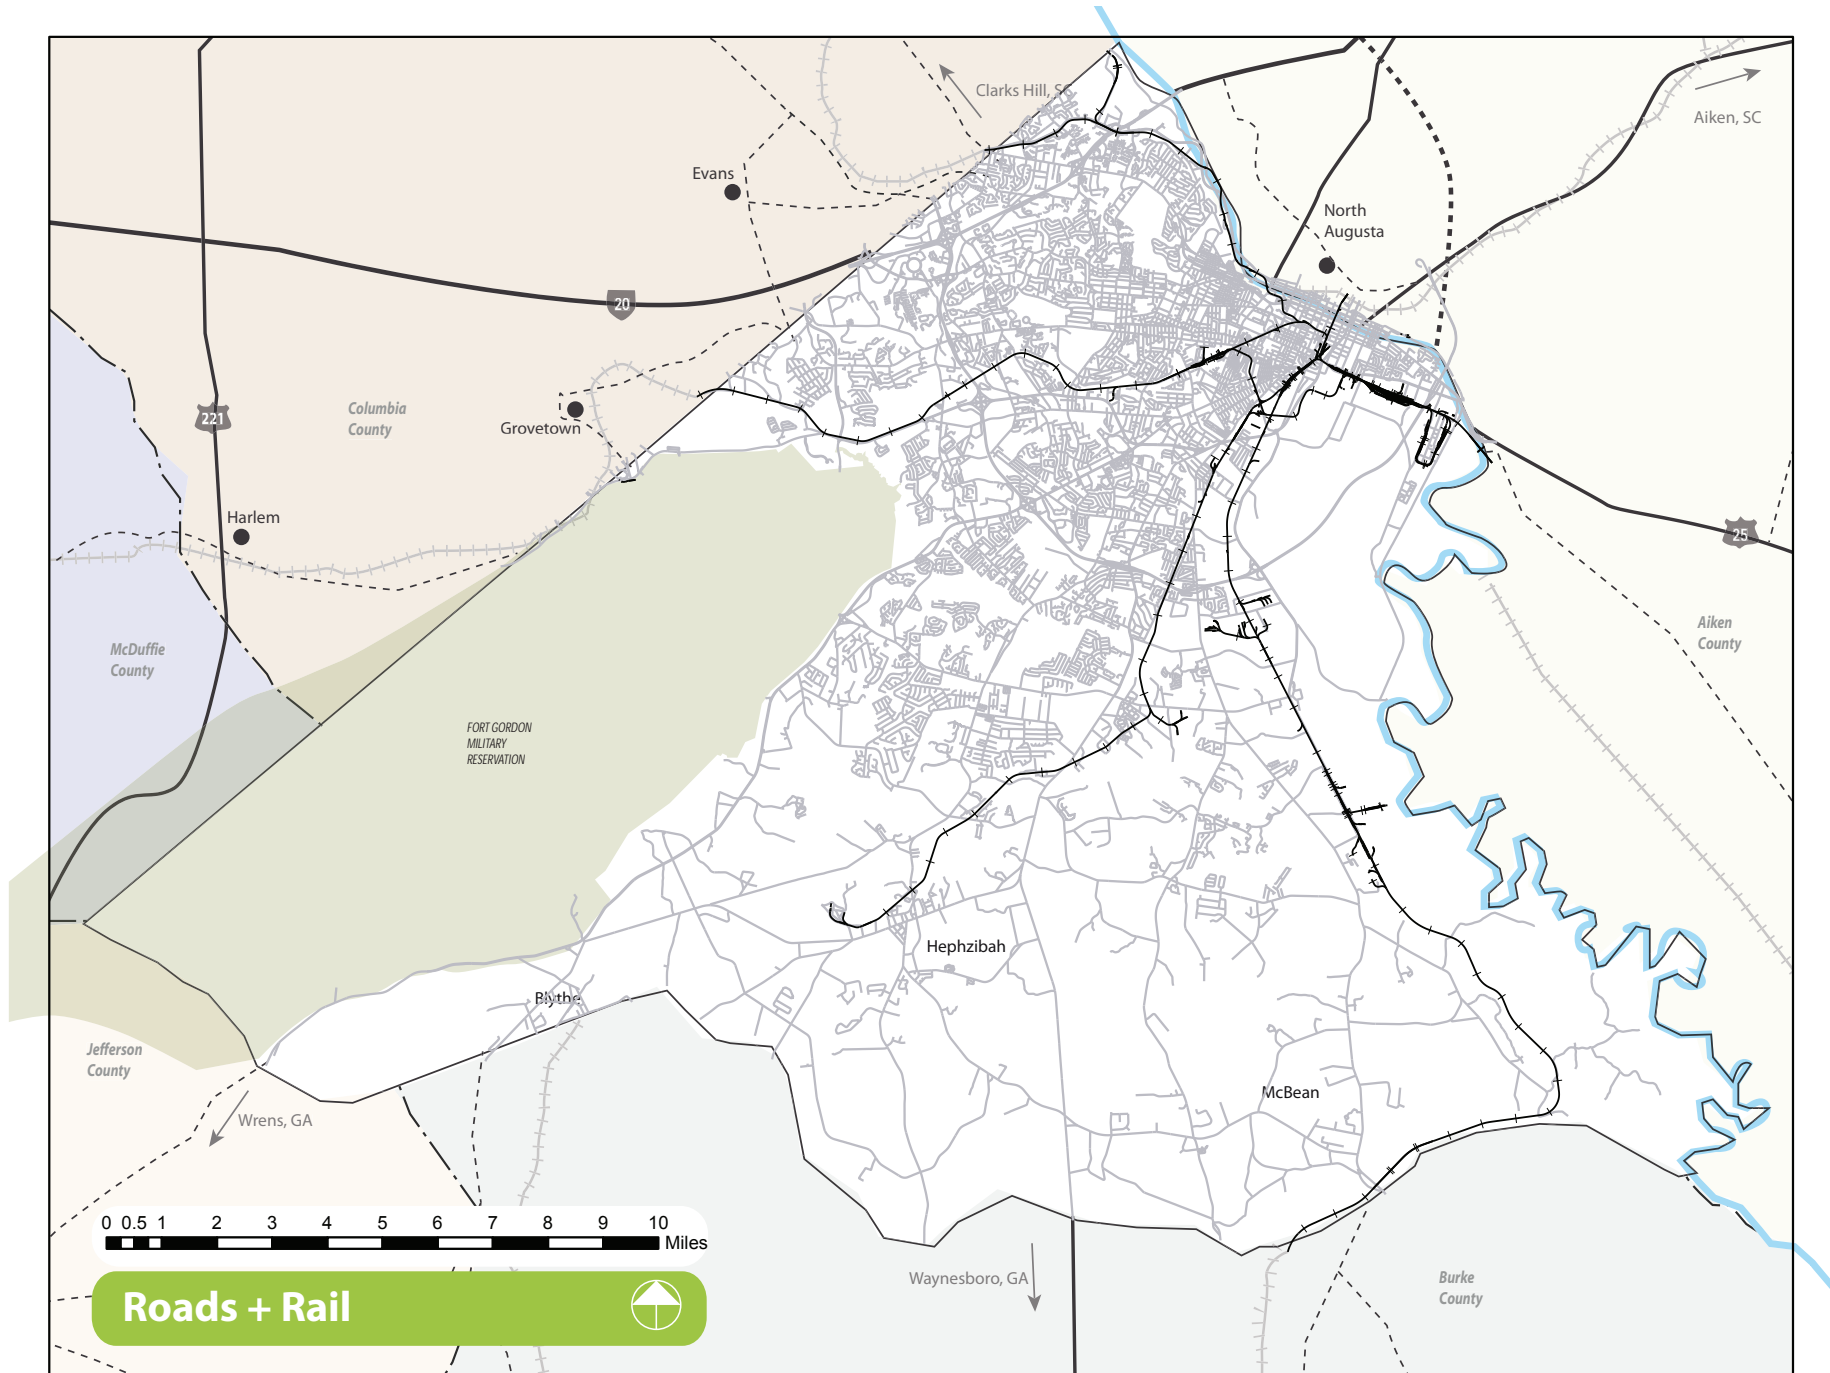 Clarks Hill, SC
Aiken, SC
Evans
North
Augusta
20
Columbia
County
221
Grovetown
Harlem
25
McDuffie
County
Aiken
County
FORT GORDON
MILITARY
RESERVATION
Hephzibah
Blythe
Jefferson
County
McBean
Wrens, GA
0 0.5 1 2 3 4 5 6 7 8 9 10
Miles
Waynesboro, GA
Burke
County
Roads + Rail